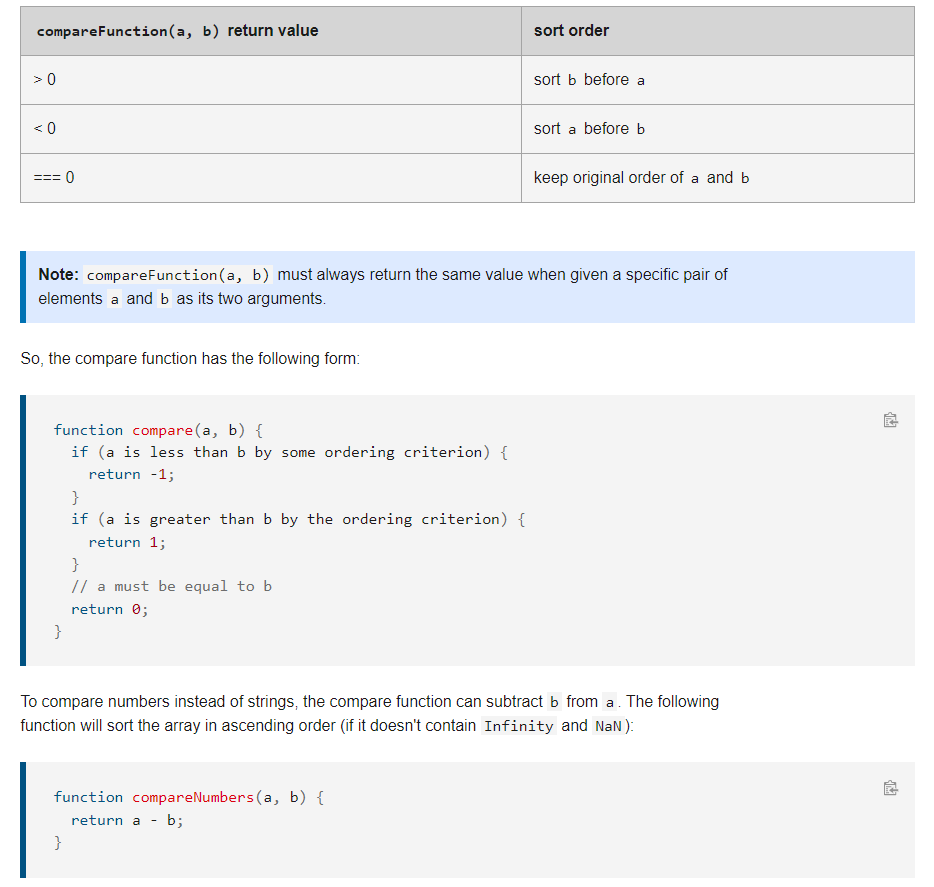 compareFunction(a, b) return value sort order
> 0 sort b before a
< 0 sort a before b
=== 0 keep original order of a and b
Note: compareFunction(a, b) must always return the same value when given a specific pair of
elements a and b as its two arguments.
So, the compare function has the following form:
function compare(a, b) {
  if (a is less than b by some ordering criterion) {
    return -1;
  }
  if (a is greater than b by the ordering criterion) {
    return 1;
  }
  // a must be equal to b
  return 0;
}
To compare numbers instead of strings, the compare function can subtract b from a. The following
function will sort the array in ascending order (if it doesn't contain Infinity and NaN):
function compareNumbers(a, b) {
  return a - b;
}